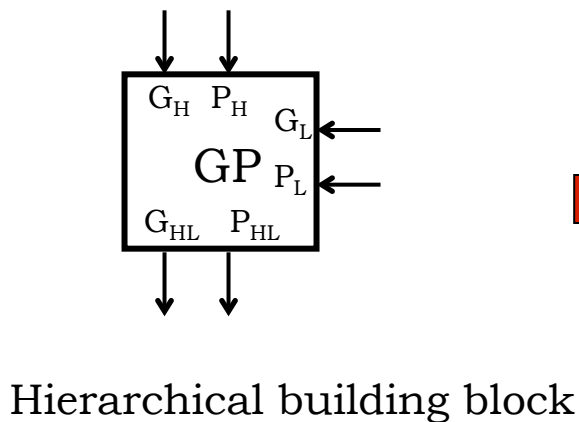 G_H P_H
G_L
GP P_L
G_HL P_HL
Hierarchical building block